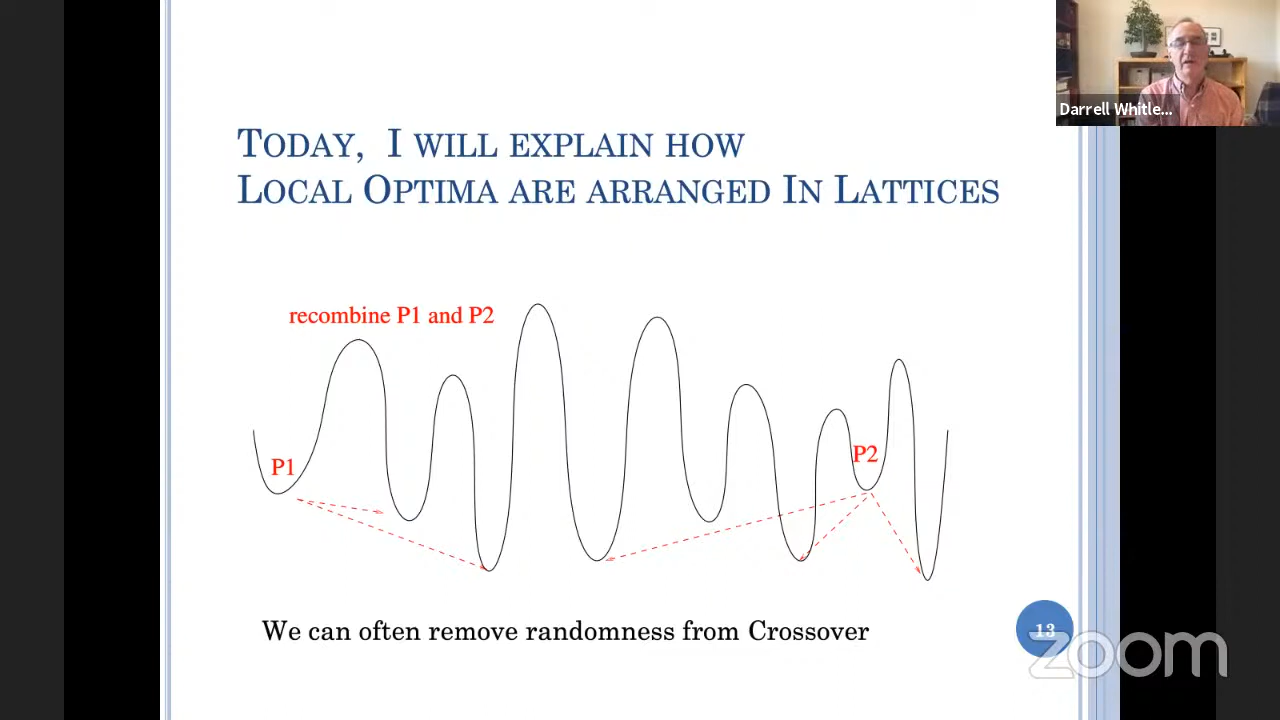 Darrell Whitle...
TODAY, I WILL EXPLAIN HOW
LOCAL OPTIMA ARE ARRANGED IN LATTICES
recombine P1 and P2
P1
P2
We can often remove randomness from Crossover
13
zoom